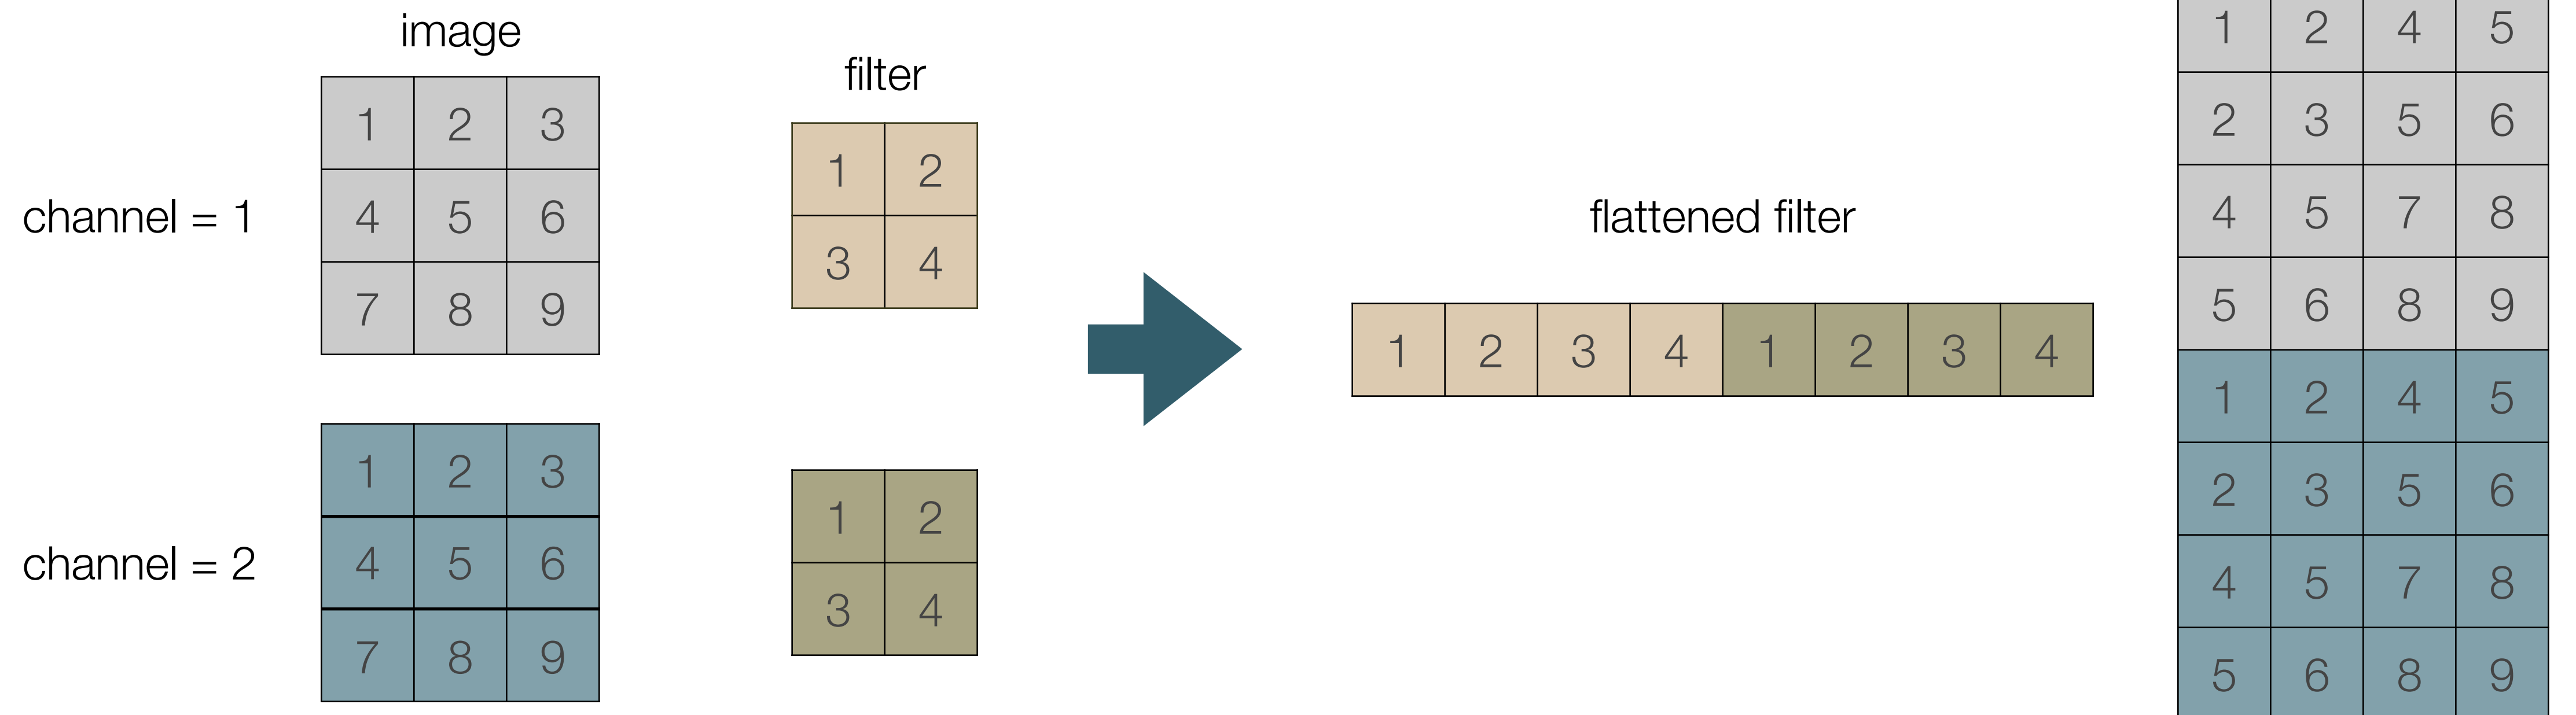 image
filter
channel = 1
1 2 3
4 5 6
7 8 9
1 2
3 4
channel = 2
1 2 3
4 5 6
7 8 9
1 2
3 4
flattened filter
1 2 3 4 1 2 3 4
1 2 4 5
2 3 5 6
4 5 7 8
5 6 8 9
1 2 4 5
2 3 5 6
4 5 7 8
5 6 8 9